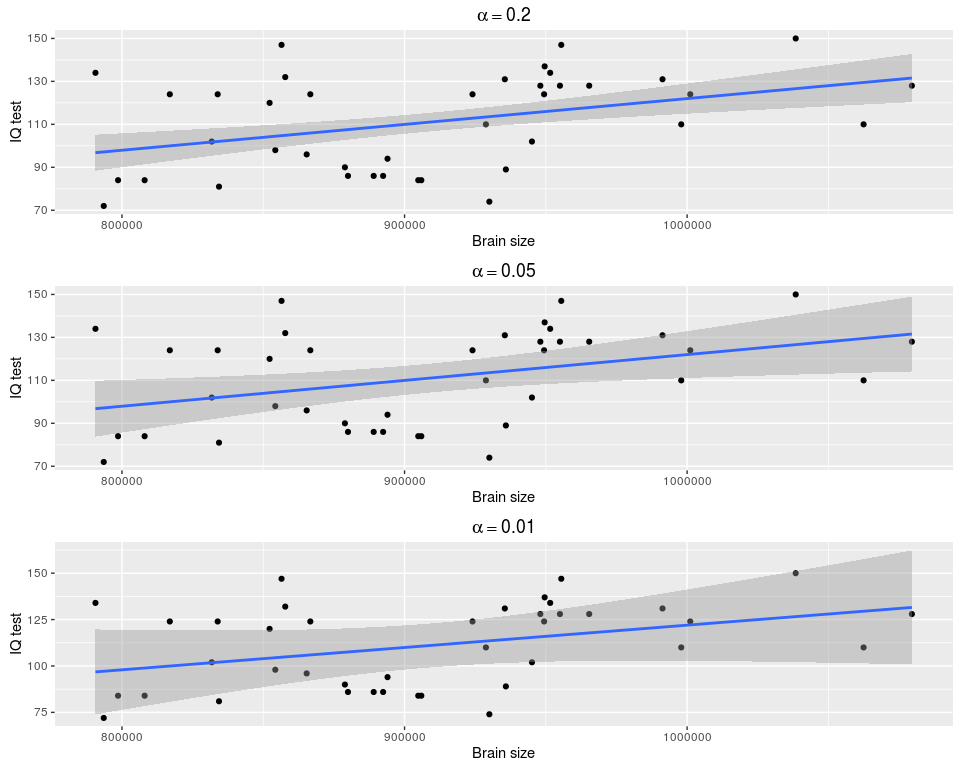 α = 0.2
150
130
110
90
70
IQ test
800000 900000 1000000
Brain size
α = 0.05
150
130
110
90
70
IQ test
800000 900000 1000000
Brain size
α = 0.01
150
125
100
75
IQ test
800000 900000 1000000
Brain size